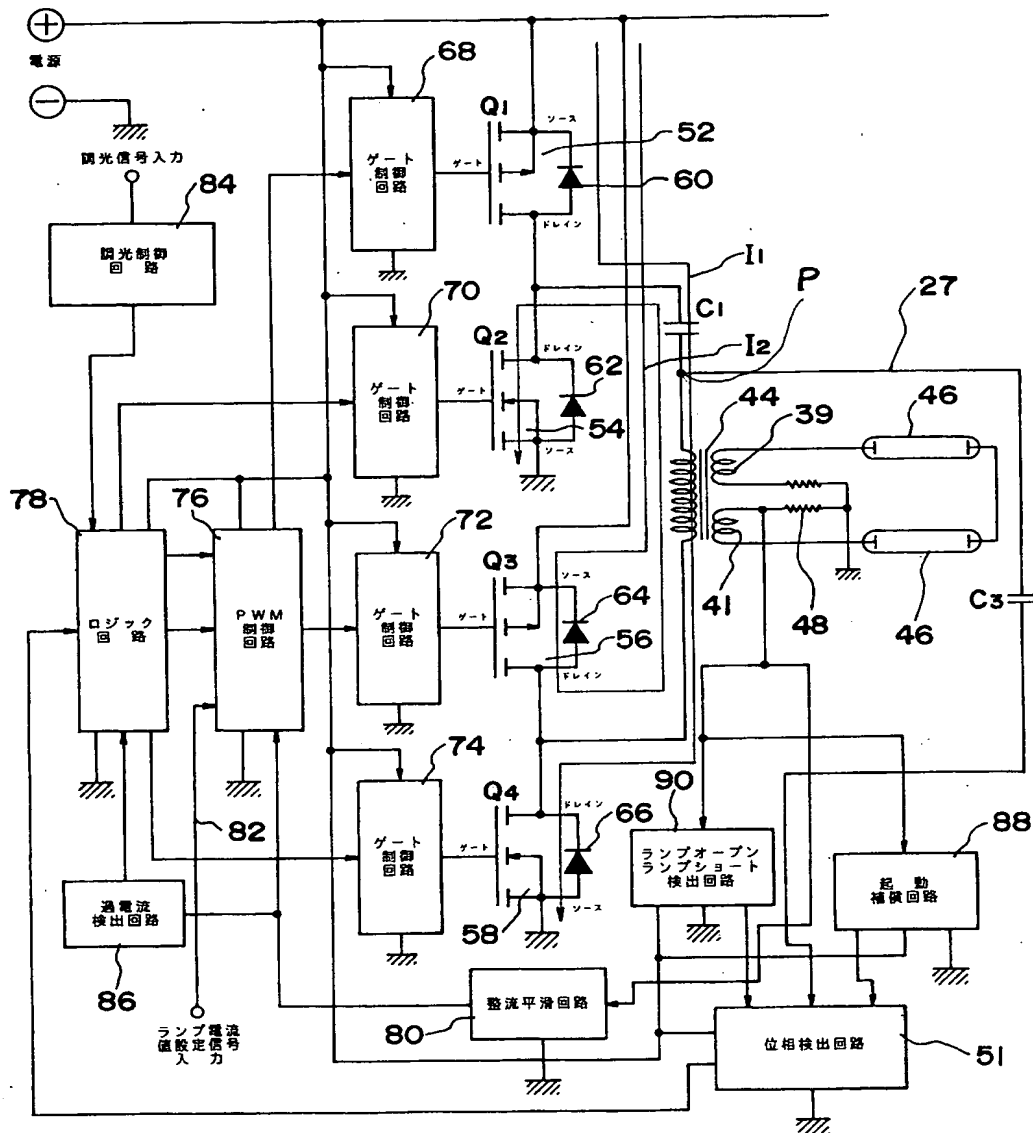 電源
調光信号入力
84
調光制御
回路
68
ゲート
制御
回路
Q1
ゲート
ソース
52
60
ドレイン
I1
P
C1
27
70
ゲート
制御
回路
Q2
ゲート
ドレイン
62
54
ソース
I2
44
39
46
78
ロジック
回路
76
PWM
制御回路
72
ゲート
制御
回路
Q3
ゲート
ソース
64
56
ドレイン
41
48
46
C3
74
ゲート
制御
回路
Q4
ゲート
ドレイン
66
58
ソース
82
過電流
検出回路
86
ランプ電流
値設定信号
入力
90
ランプオープン
ランプショート
検出回路
88
起動
補償回路
整流平滑回路
80
位相検出回路
51